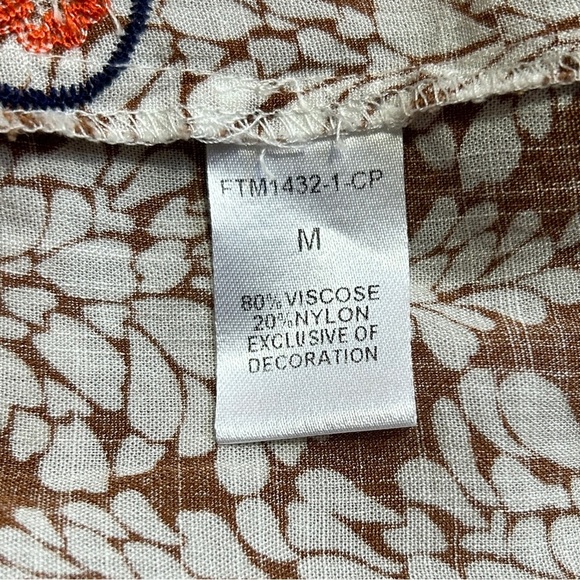 FTM1432-1-CP
M
80% VISCOSE
20%NYLON
EXCLUSIVE OF
DECORATION